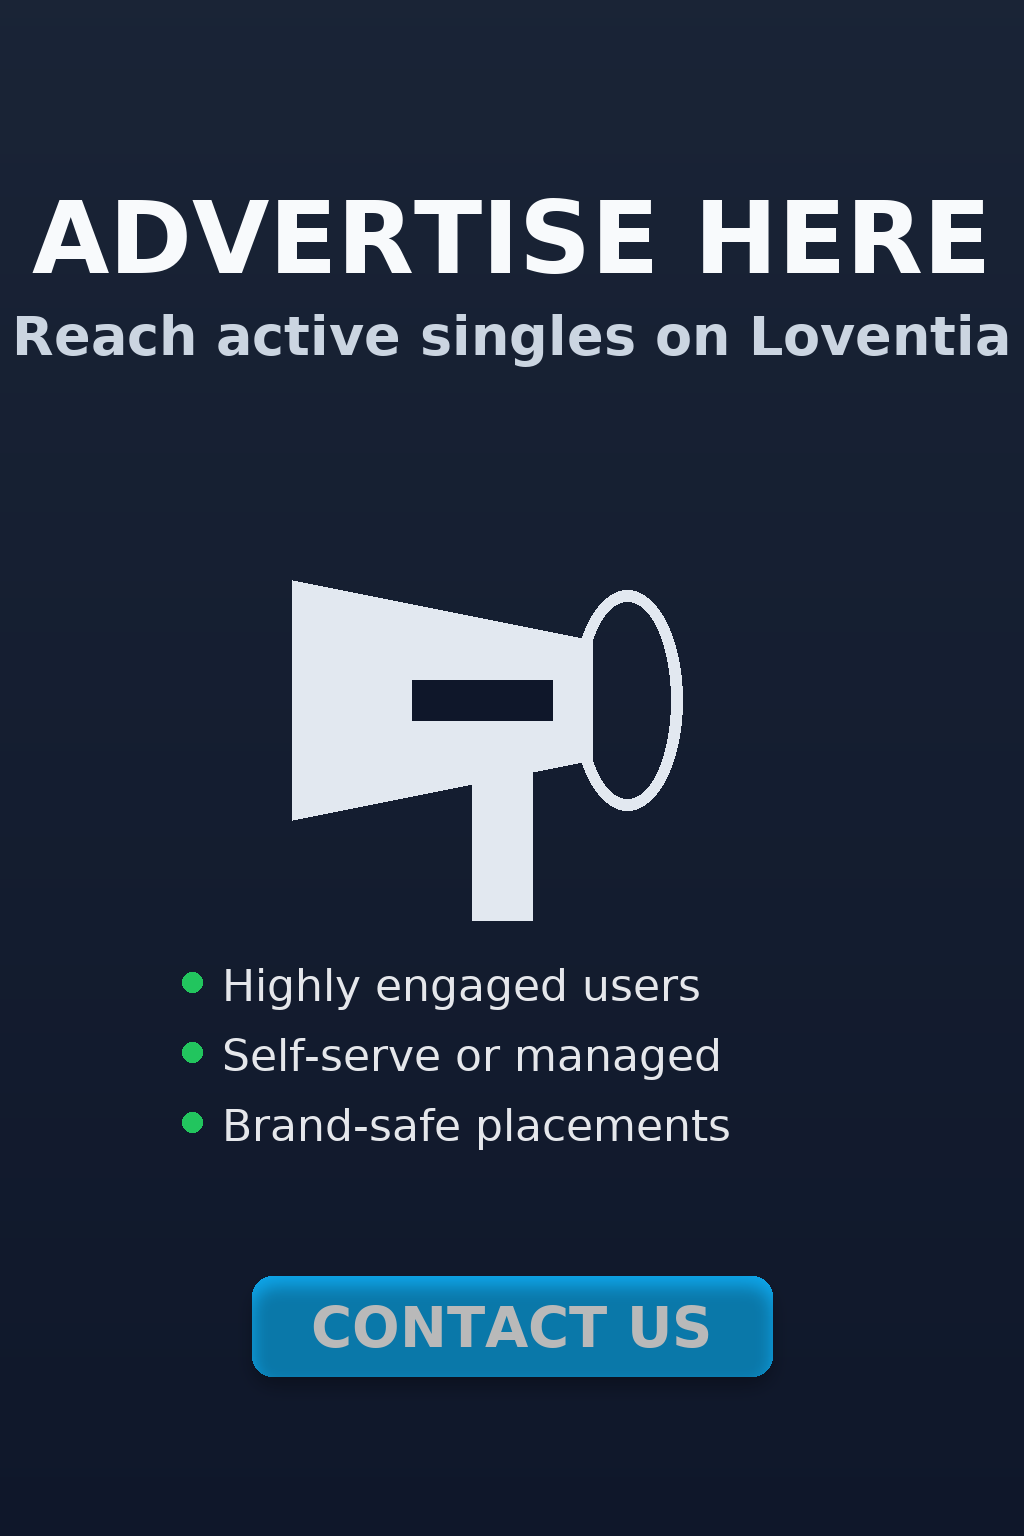 ADVERTISE HERE
Reach active singles on Loventia
Highly engaged users
Self-serve or managed
Brand-safe placements
CONTACT US